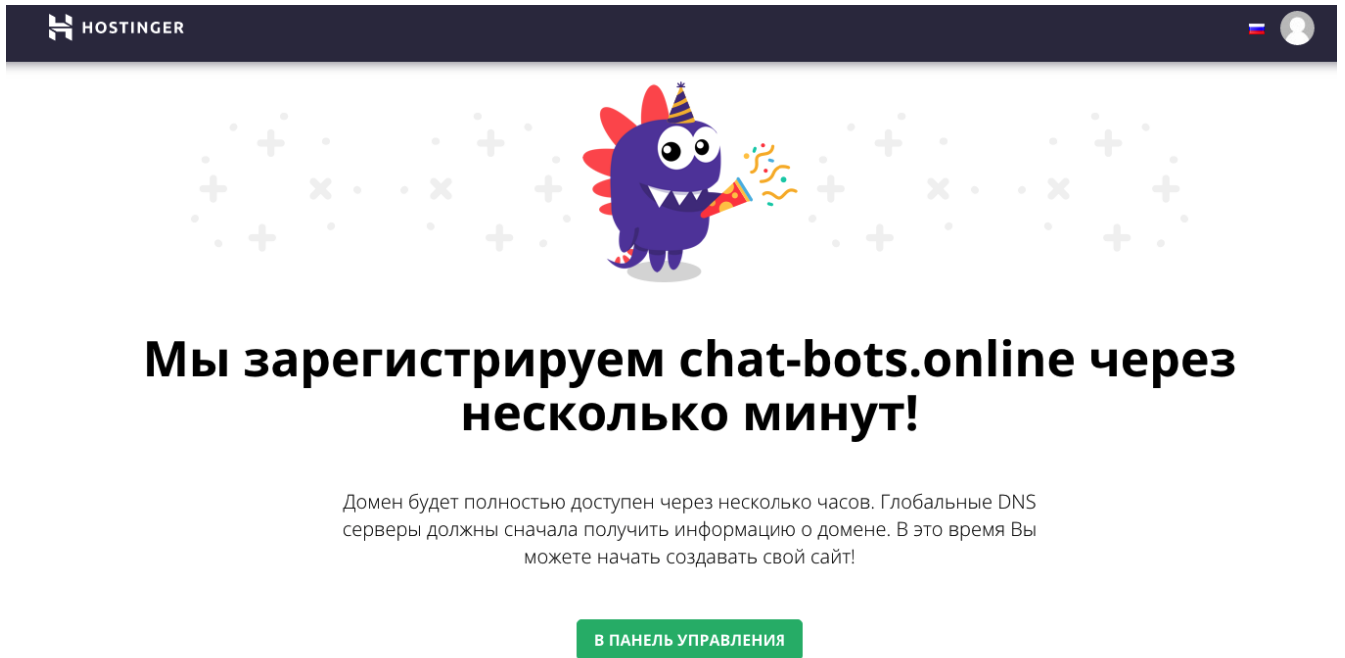 HOSTINGER
Мы зарегистрируем chat-bots.online через
несколько минут!
Домен будет полностью доступен через несколько часов. Глобальные DNS
серверы должны сначала получить информацию о домене. В это время Вы
можете начать создавать свой сайт!
В ПАНЕЛЬ УПРАВЛЕНИЯ